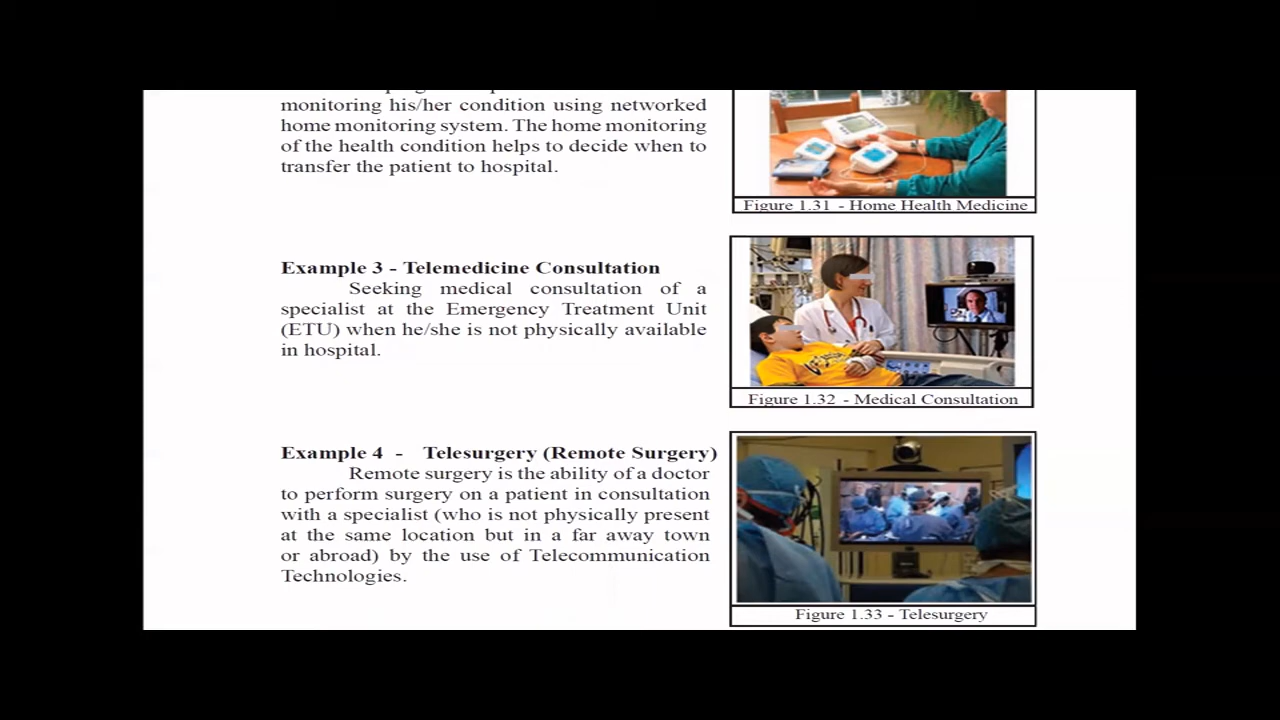 monitoring his/her condition using networked
home monitoring system. The home monitoring
of the health condition helps to decide when to
transfer the patient to hospital.
Figure 1.31 - Home Health Medicine
Example 3 - Telemedicine Consultation
Seeking medical consultation of a
specialist at the Emergency Treatment Unit
(ETU) when he/she is not physically available
in hospital.
Figure 1.32 - Medical Consultation
Example 4 - Telesurgery (Remote Surgery)
Remote surgery is the ability of a doctor
to perform surgery on a patient in consultation
with a specialist (who is not physically present
at the same location but in a far away town
or abroad) by the use of Telecommunication
Technologies.
Figure 1.33 - Telesurgery